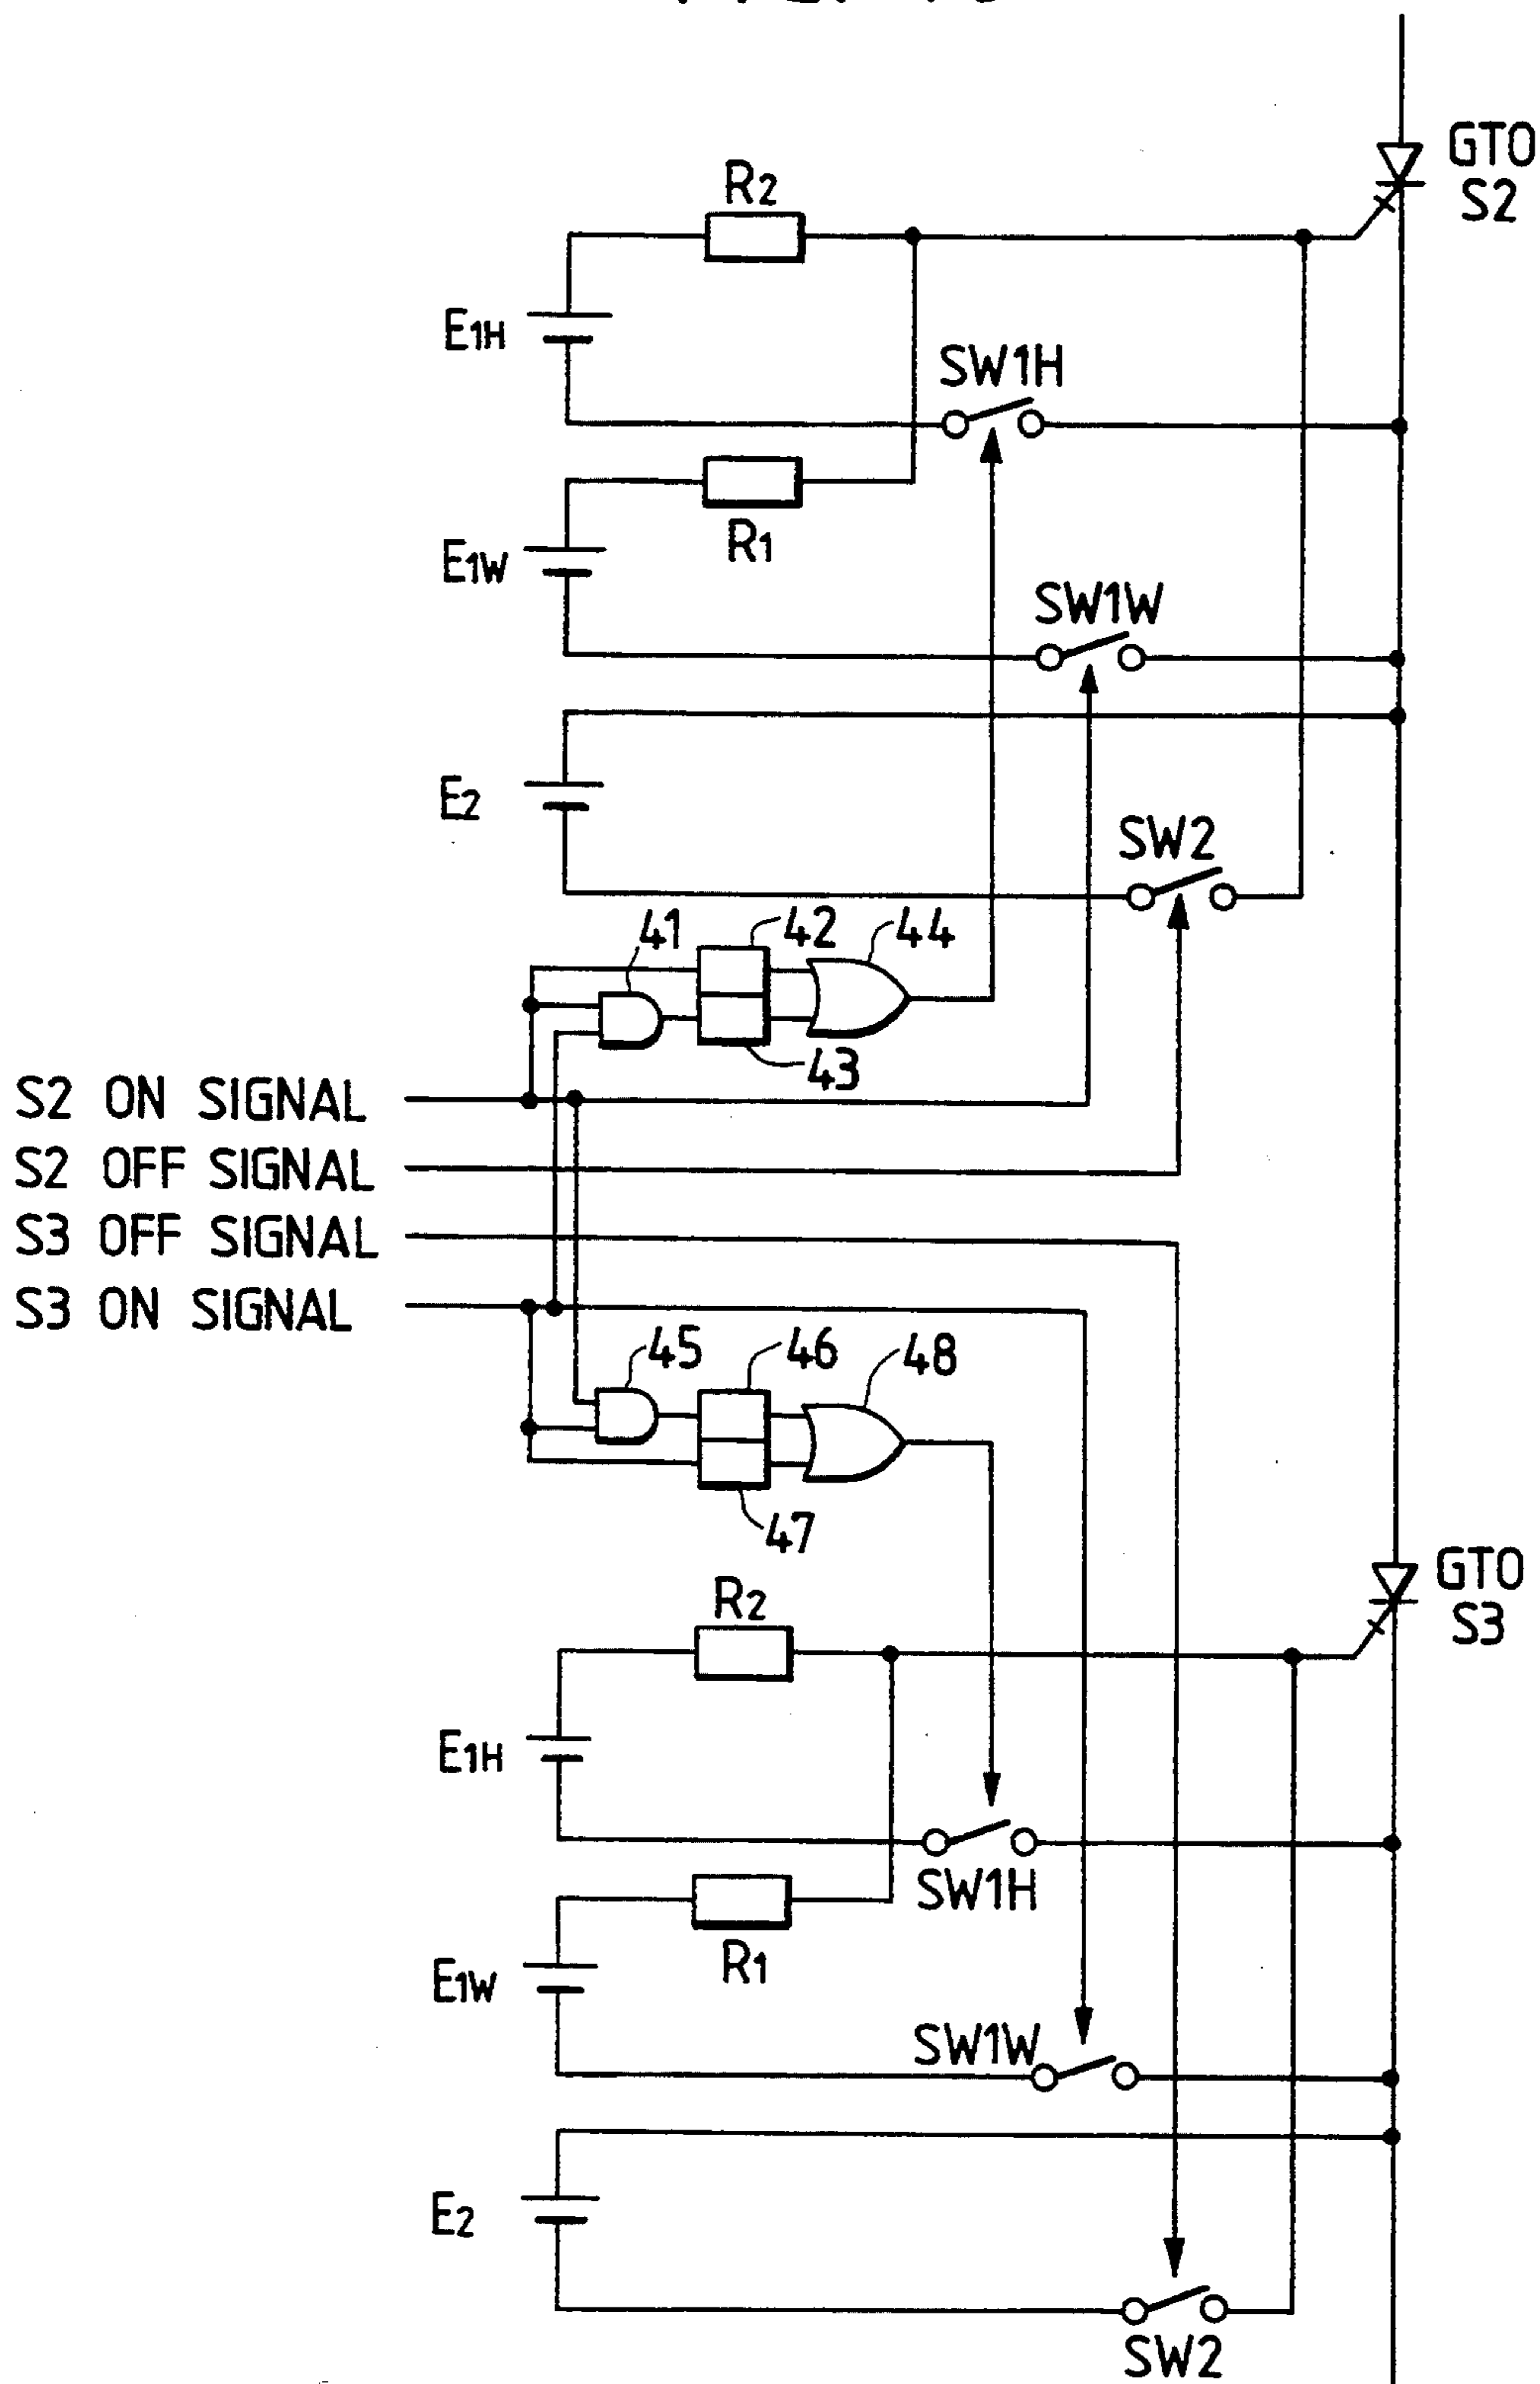 GTO
S2
R2
E1H
SW1H
R1
E1W
SW1W
E2
SW2
41
42
44
43
S2 ON SIGNAL
S2 OFF SIGNAL
S3 OFF SIGNAL
S3 ON SIGNAL
45
46
48
47
GTO
S3
R2
E1H
SW1H
R1
E1W
SW1W
E2
SW2